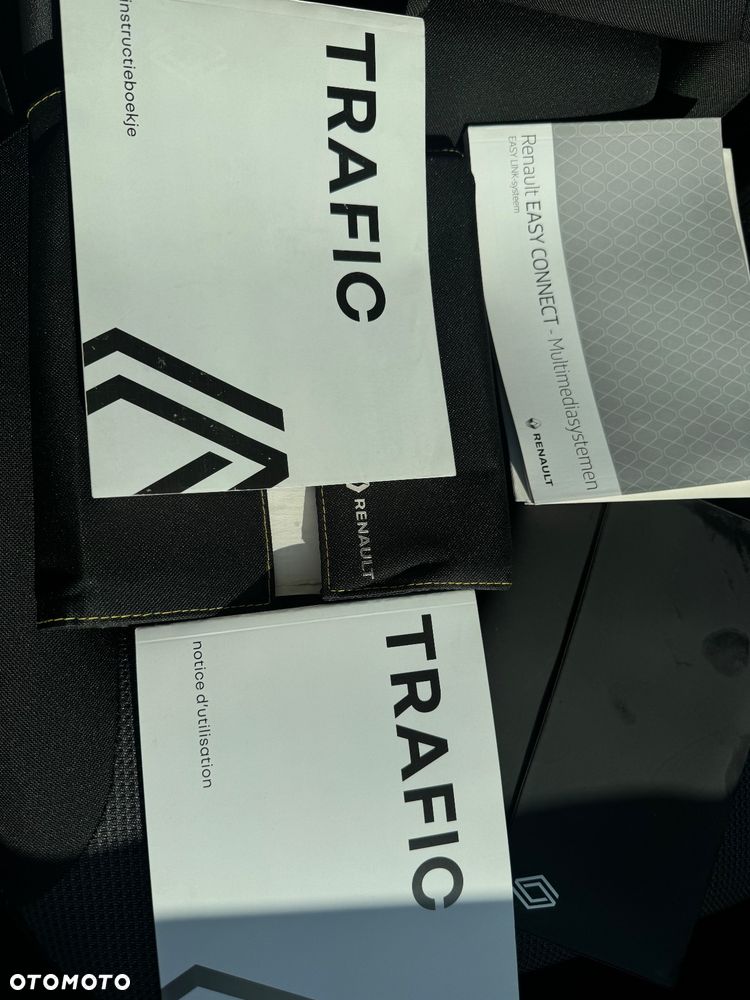 TRAFIC
instructieboekje
Renault EASY CONNECT - Multimediasystemen
EASY LINK-systeem
RENAULT
RENAULT
TRAFIC
notice d'utilisation
OTOMOTO